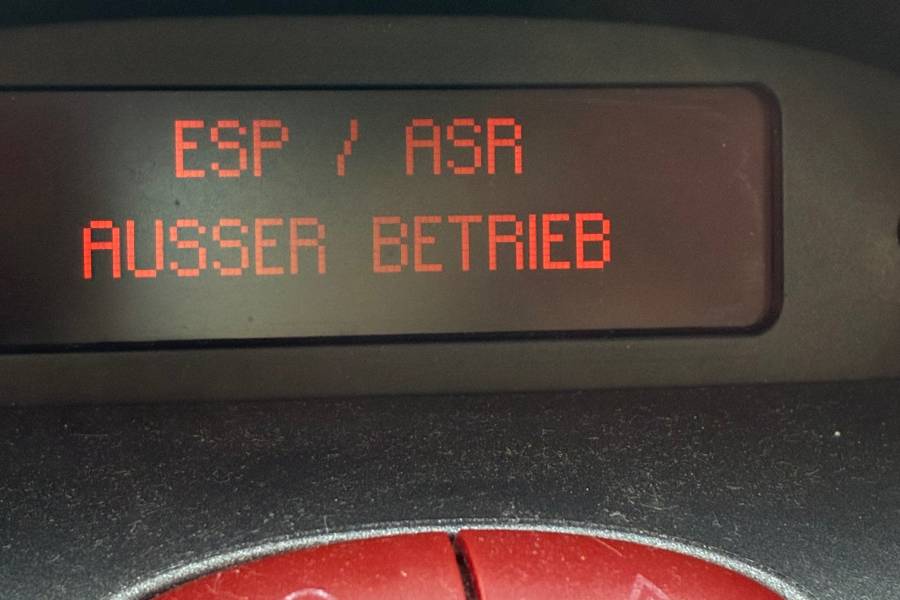 ESP / ASR
AUSSER BETRIEB